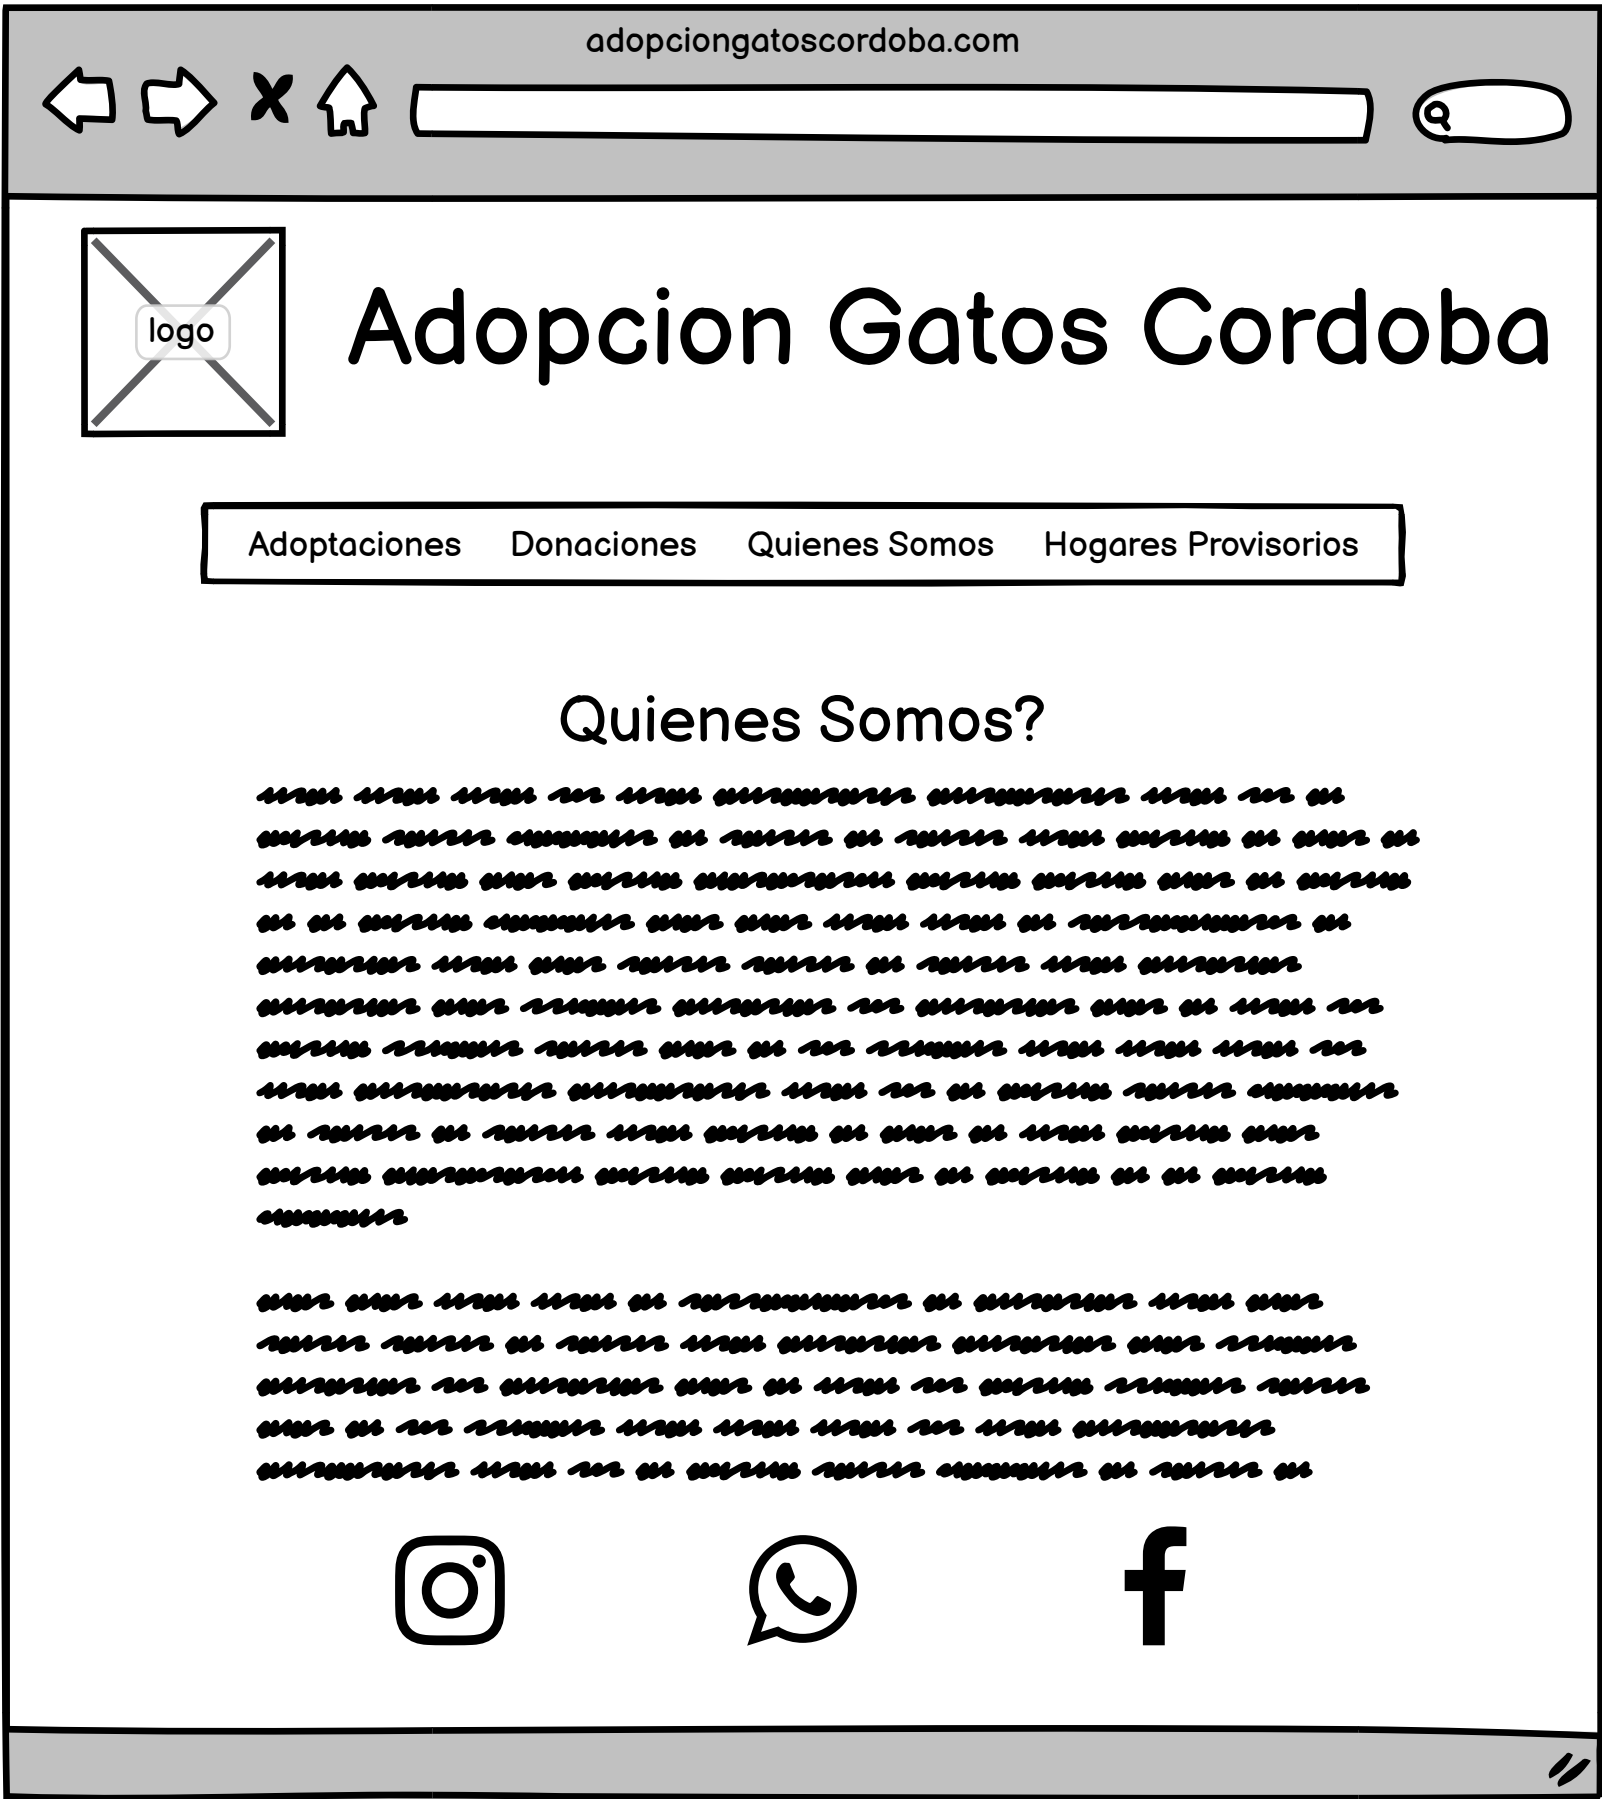 adopciongatoscordoba.com
logo
Adopcion Gatos Cordoba
Adoptaciones Donaciones Quienes Somos Hogares Provisorios
Quienes Somos?